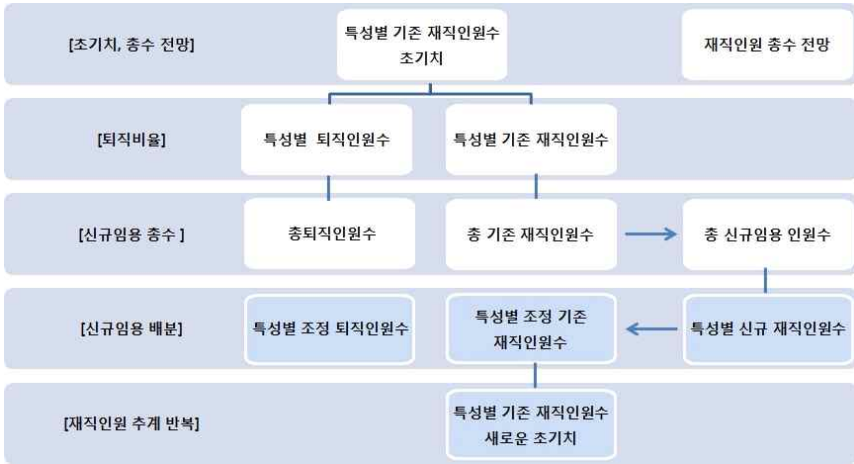 [초기치, 총수 전망]
특성별 기존 재직인원수
초기치
재직인원 총수 전망
[퇴직비율]
특성별 퇴직인원수
특성별 기존 재직인원수
[신규임용 총수 ]
총퇴직인원수
총 기존 재직인원수
총 신규임용 인원수
[신규임용 배분]
특성별 조정 퇴직인원수
특성별 조정 기존
재직인원수
특성별 신규 재직인원수
[재직인원 추계 반복]
특성별 기존 재직인원수
새로운 초기치